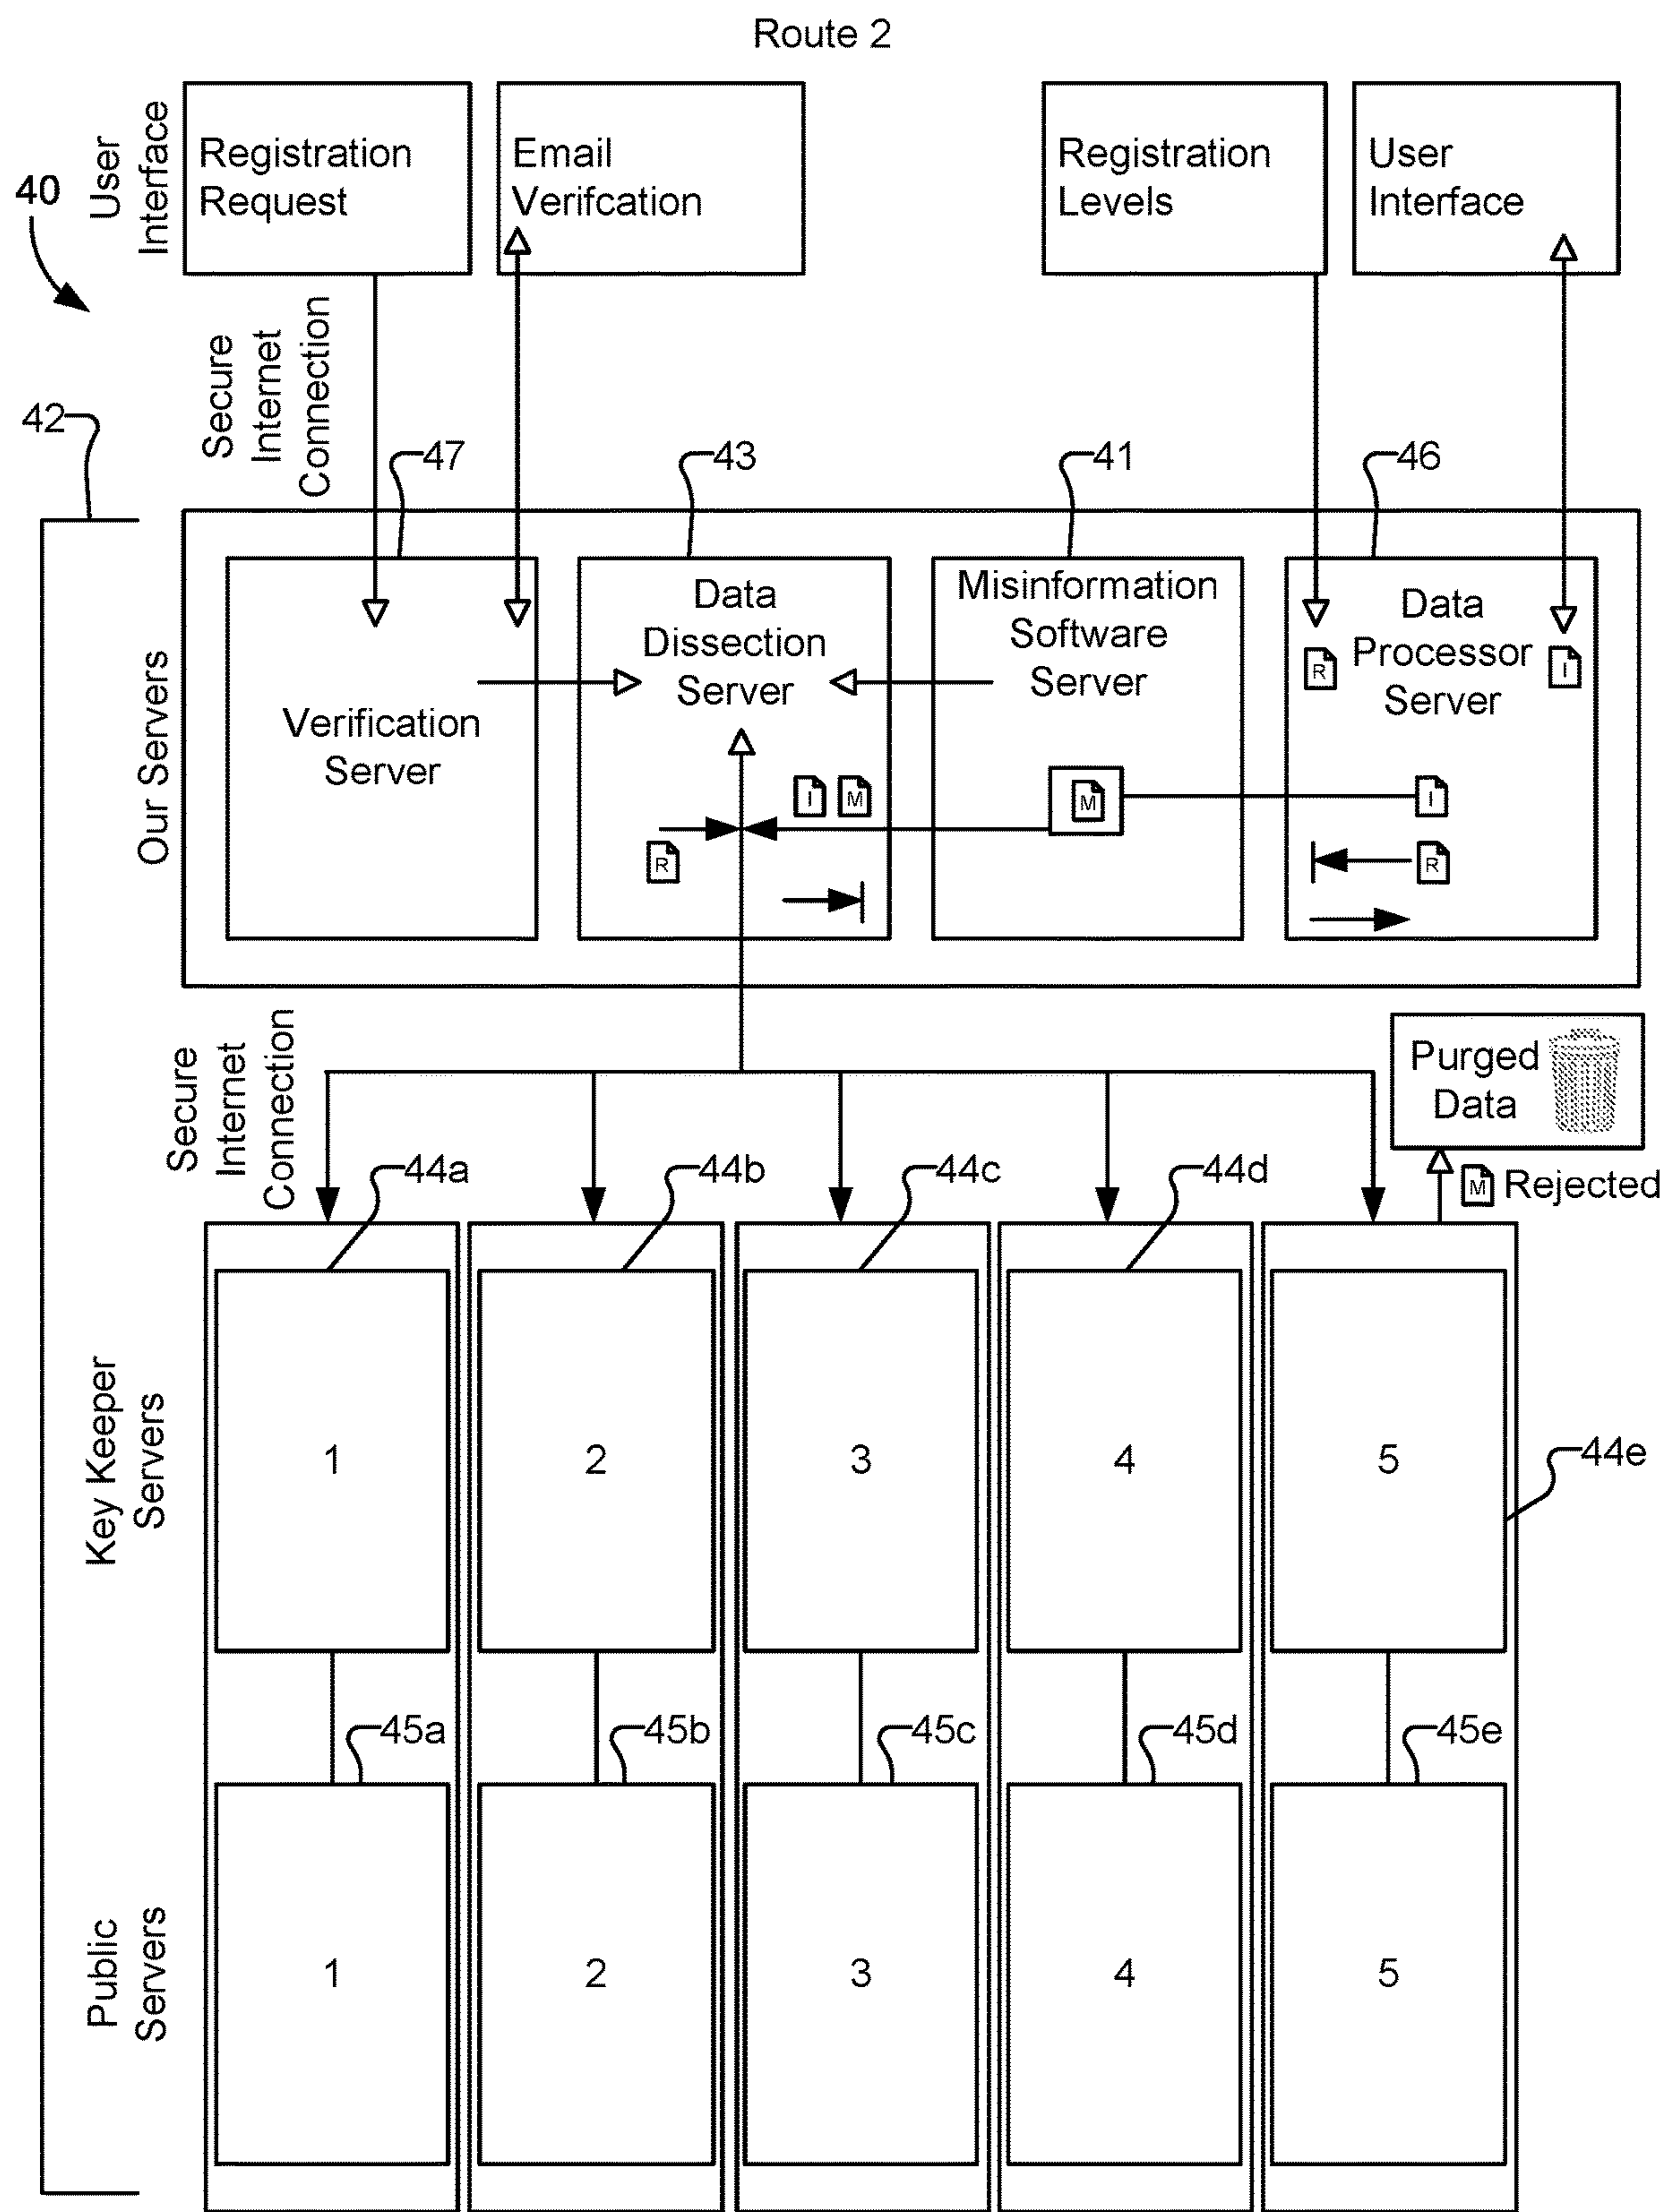 Route 2
User
Interface
Registration
Request
Email
Verifcation
Registration
Levels
User
Interface
40
Secure
Internet
Connection
42
47
43
41
46
Our Servers
Verification
Server
Data
Dissection
Server
I
M
R
Misinformation
Software
Server
M
Data
Processor
Server
R
I
I
R
Secure
Internet
Connection
Purged
Data
M
Rejected
44a
44b
44c
44d
Key Keeper
Servers
1
2
3
4
5
44e
45a
45b
45c
45d
45e
Public
Servers
1
2
3
4
5